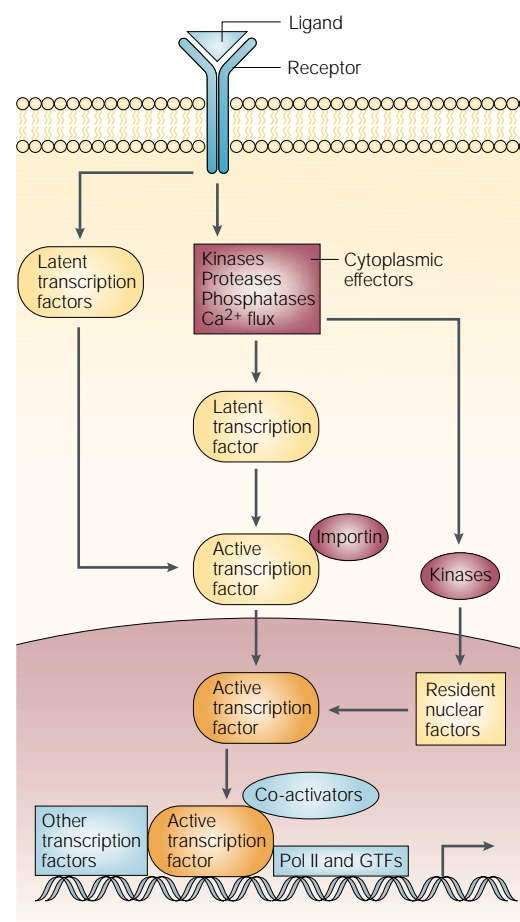 Ligand
Receptor
Latent
transcription
factors
Kinases
Proteases
Phosphatases
Ca2+ flux
Cytoplasmic
effectors
Latent
transcription
factor
Active
transcription
factor
Importin
Kinases
Active
transcription
factor
Resident
nuclear
factors
Co-activators
Other
transcription
factors
Active
transcription
factor
Pol II and GTFs